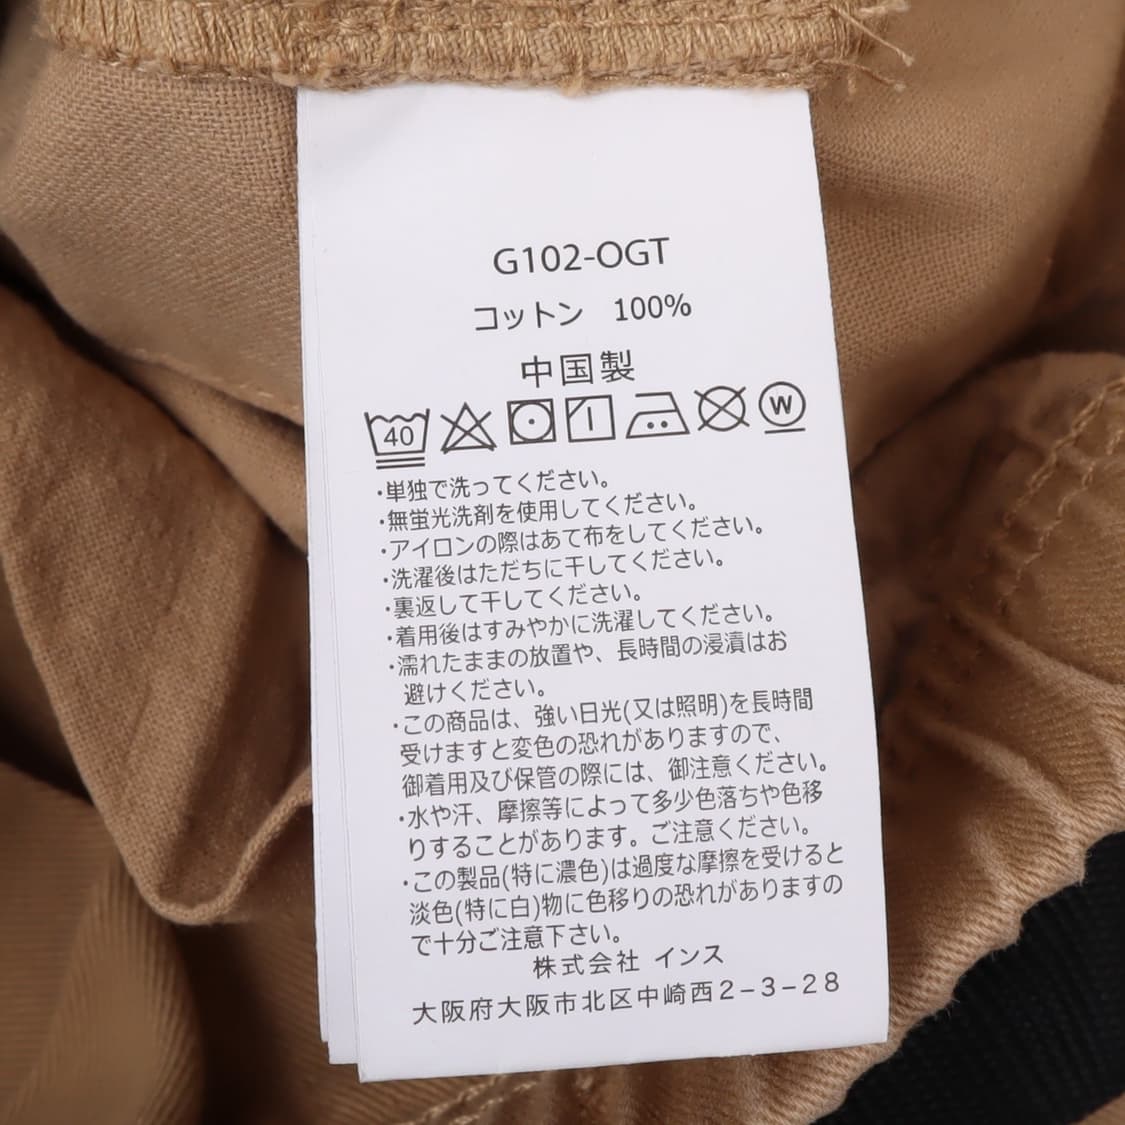 G102-OGT
コットン 100%
中国製
40 W
・単独で洗ってください。
・無蛍光洗剤を使用してください。
・アイロンの際はあて布をしてください。
・洗濯後はただちに干してください。
・裏返して干してください。
・着用後はすみやかに洗濯してください。
・濡れたままの放置や、長時間の浸漬はお
避けください。
・この商品は、強い日光(又は照明)を長時間
受けますと変色の恐れがありますので、
御着用及び保管の際には、御注意ください。
・水や汗、摩擦等によって多少色落ちや色移
りすることがあります。ご注意ください。
・この製品(特に濃色)は過度な摩擦を受けると
淡色(特に白)物に色移りの恐れがありますの
で十分ご注意下さい。
株式会社 インス
大阪府大阪市北区中崎西2-3-28